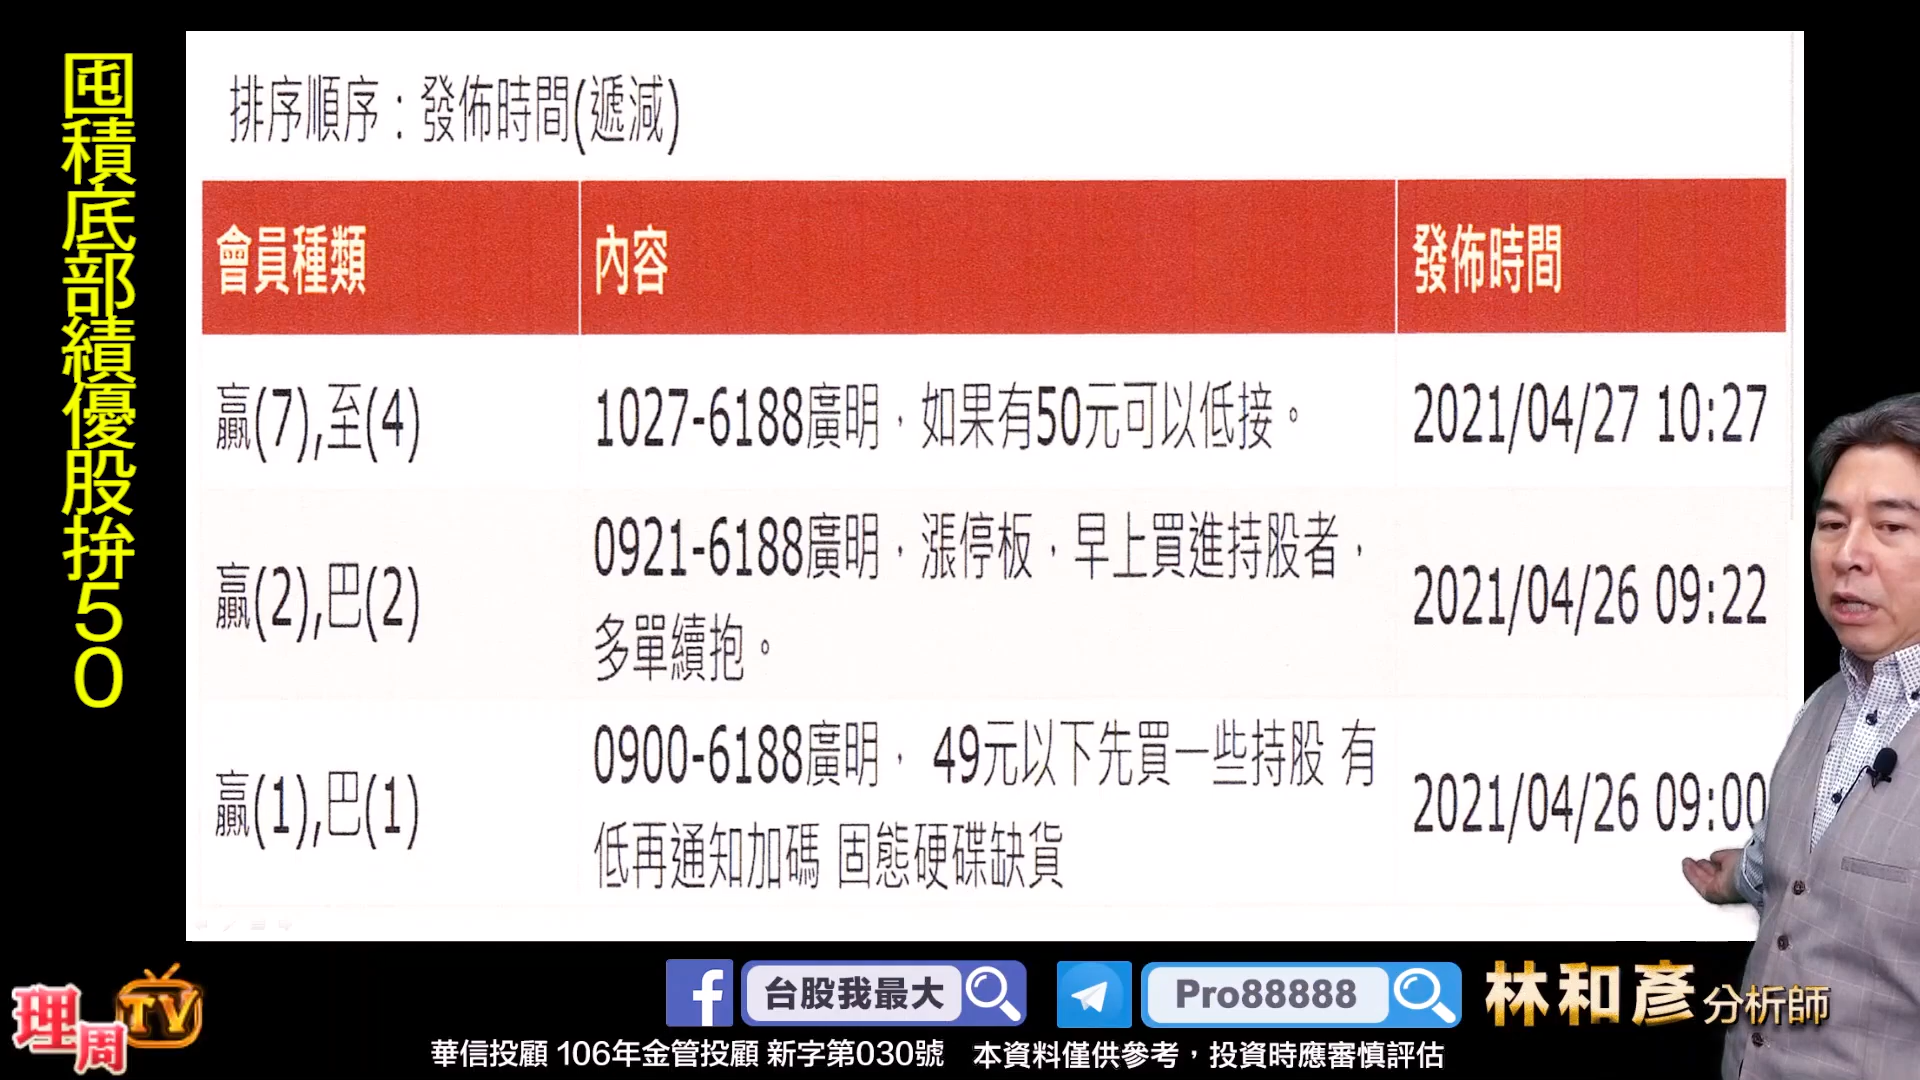 囤積底部績優股拚50
排序順序：發佈時間(遞減)
會員種類 內容 發佈時間
贏(7),至(4) 1027-6188廣明，如果有50元可以低接。 2021/04/27 10:27
贏(2),巴(2) 0921-6188廣明，漲停板，早上買進持股者，
多單續抱。 2021/04/26 09:22
贏(1),巴(1) 0900-6188廣明， 49元以下先買一些持股 有
低再通知加碼 固態硬碟缺貨 2021/04/26 09:00
理周TV
f 台股我最大 Pro88888 林和彥分析師
華信投顧 106年金管投顧 新字第030號 本資料僅供參考，投資時應審慎評估